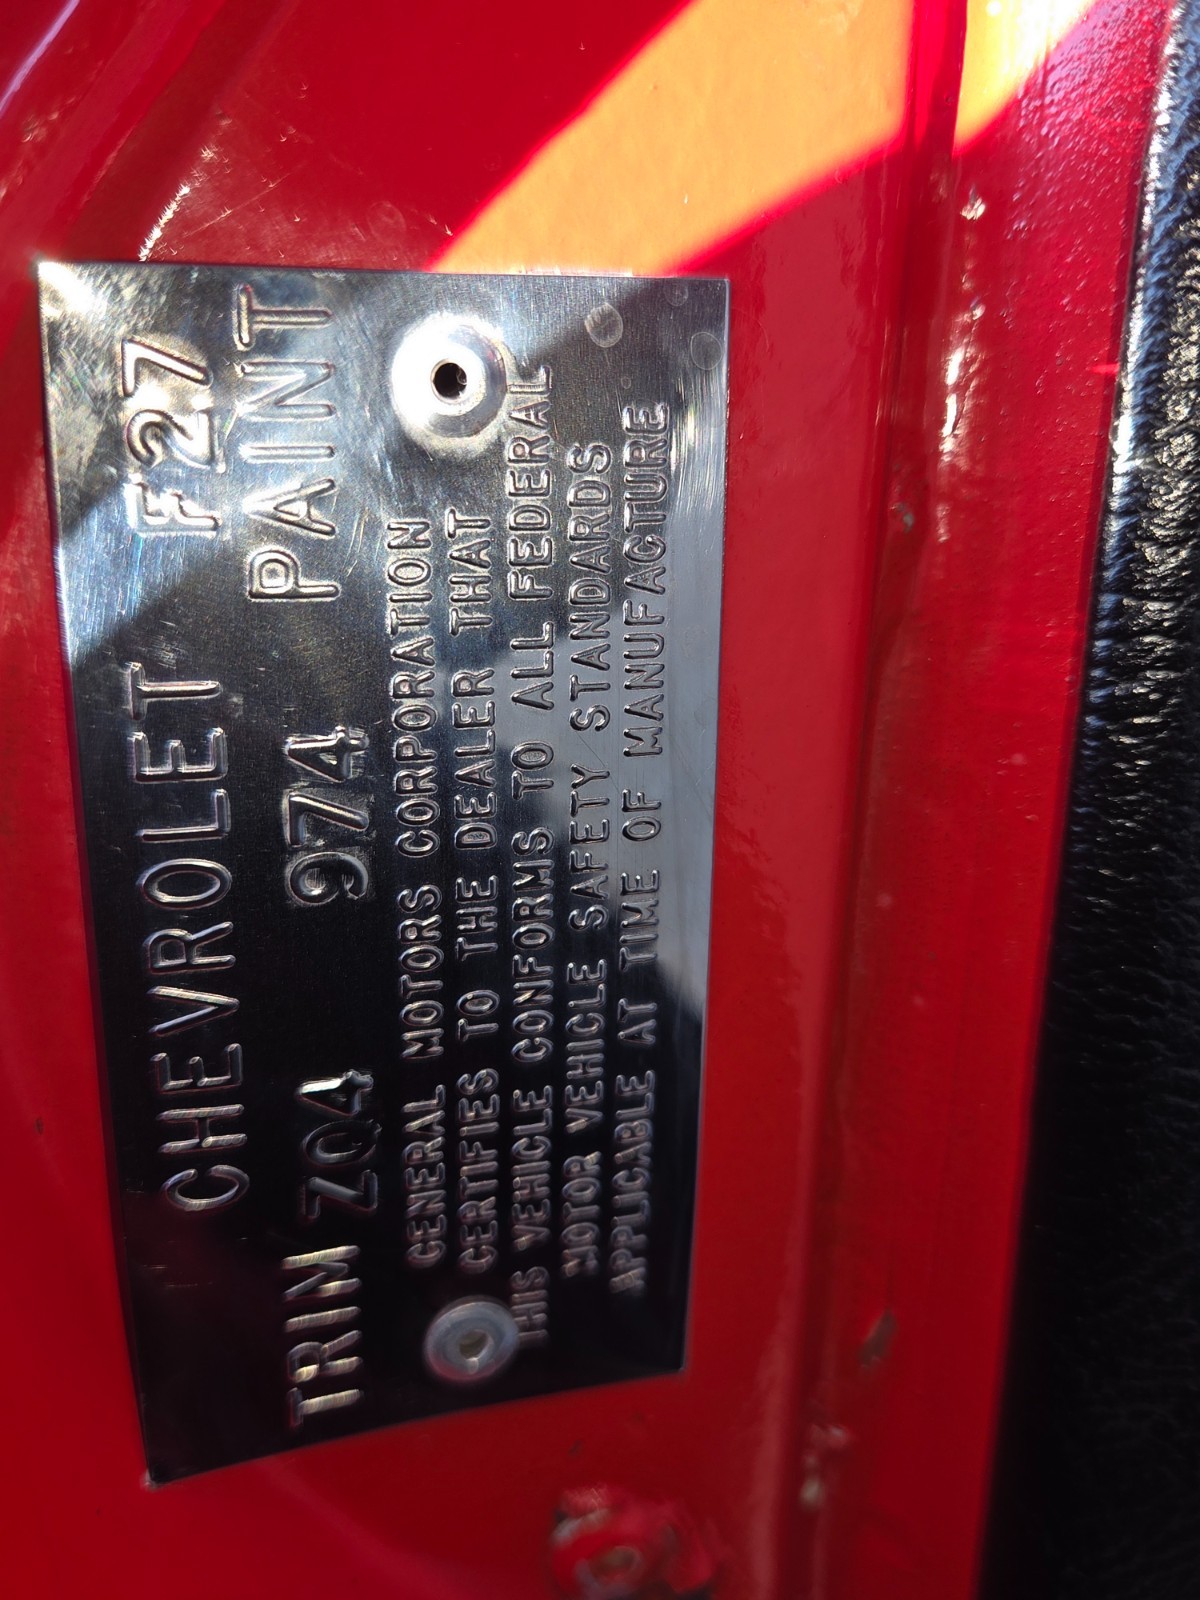 CHEVROLET F27
TRIM ZQ4 974 PAINT
GENERAL MOTORS CORPORATION
CERTIFIES TO THE DEALER THAT
THIS VEHICLE CONFORMS TO ALL FEDERAL
MOTOR VEHICLE SAFETY STANDARDS
APPLICABLE AT TIME OF MANUFACTURE